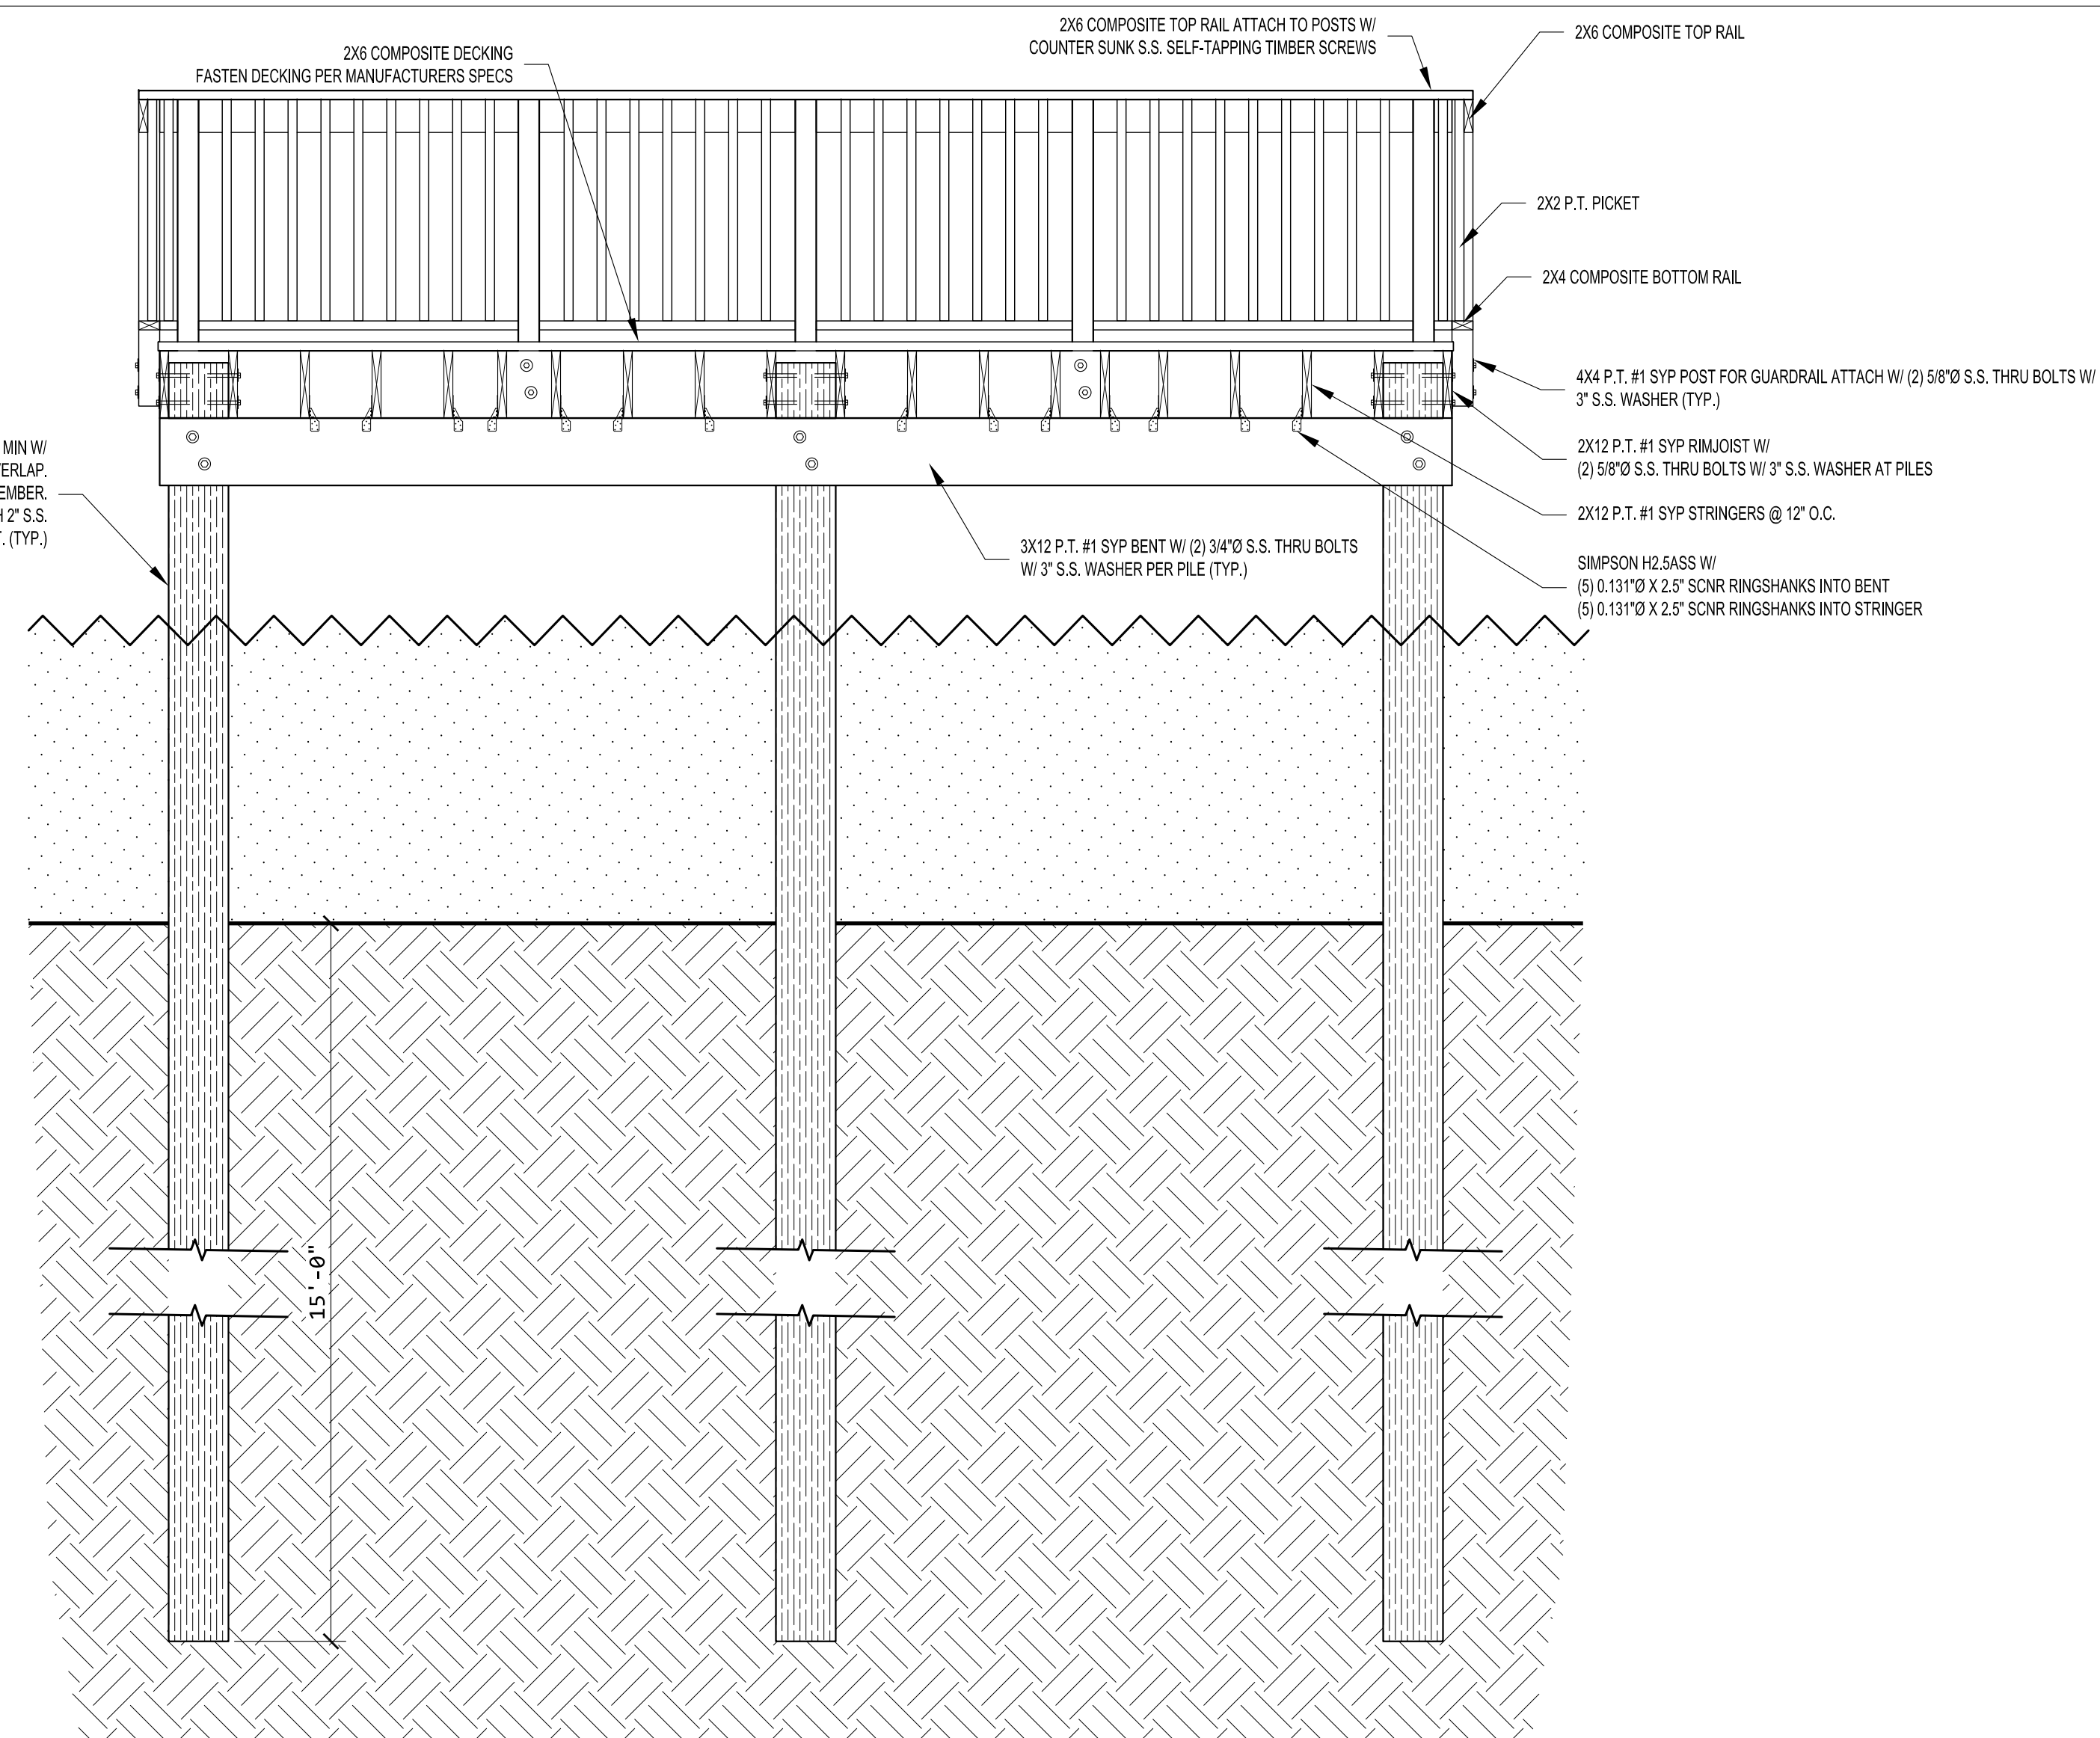 2X6 COMPOSITE DECKING
FASTEN DECKING PER MANUFACTURERS SPECS
2X6 COMPOSITE TOP RAIL ATTACH TO POSTS W/
COUNTER SUNK S.S. SELF-TAPPING TIMBER SCREWS
2X6 COMPOSITE TOP RAIL
2X2 P.T. PICKET
2X4 COMPOSITE BOTTOM RAIL
4X4 P.T. #1 SYP POST FOR GUARDRAIL ATTACH W/ (2) 5/8"Ø S.S. THRU BOLTS W/
3" S.S. WASHER (TYP.)
2X12 P.T. #1 SYP RIMJOIST W/
(2) 5/8"Ø S.S. THRU BOLTS W/ 3" S.S. WASHER AT PILES
2X12 P.T. #1 SYP STRINGERS @ 12" O.C.
SIMPSON H2.5ASS W/
(5) 0.131"Ø X 2.5" SCNR RINGSHANKS INTO BENT
(5) 0.131"Ø X 2.5" SCNR RINGSHANKS INTO STRINGER
MIN W/
2" S.S.
(TYP.)
3X12 P.T. #1 SYP BENT W/ (2) 3/4"Ø S.S. THRU BOLTS
W/ 3" S.S. WASHER PER PILE (TYP.)
15'-0"